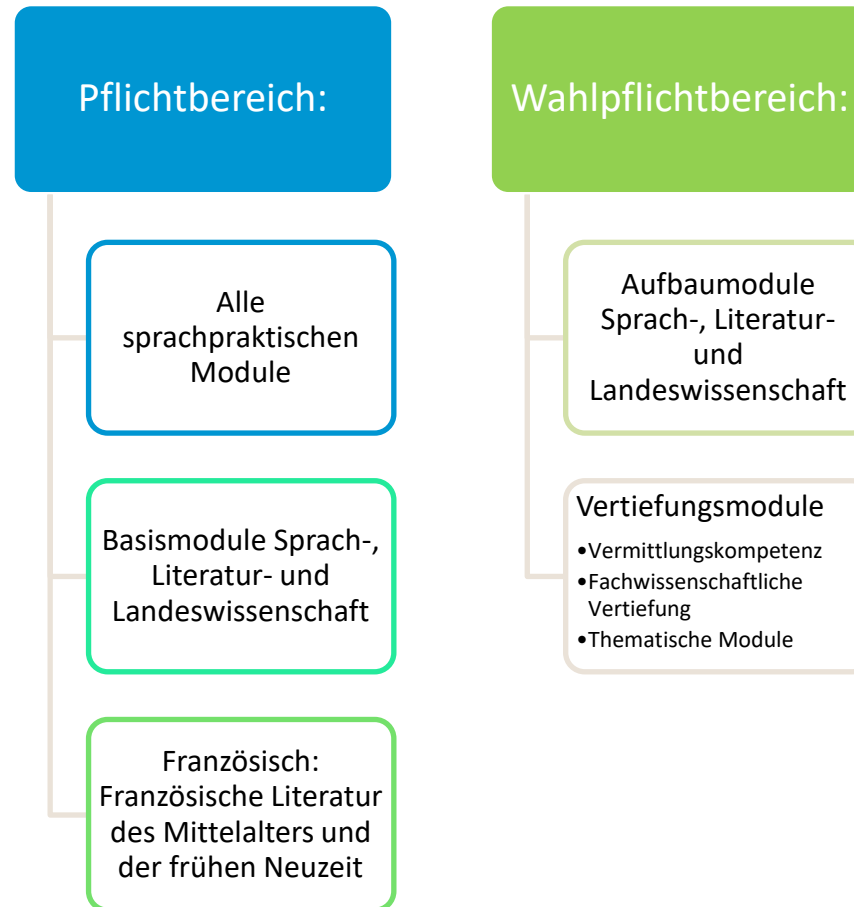 Pflichtbereich:
Alle
sprachpraktischen
Module
Basismodule Sprach-,
Literatur- und
Landeswissenschaft
Französisch:
Französische Literatur
des Mittelalters und
der frühen Neuzeit
Wahlpflichtbereich:
Aufbaumodule
Sprach-, Literatur-
und
Landeswissenschaft
Vertiefungsmodule
•Vermittlungskompetenz
•Fachwissenschaftliche
Vertiefung
•Thematische Module